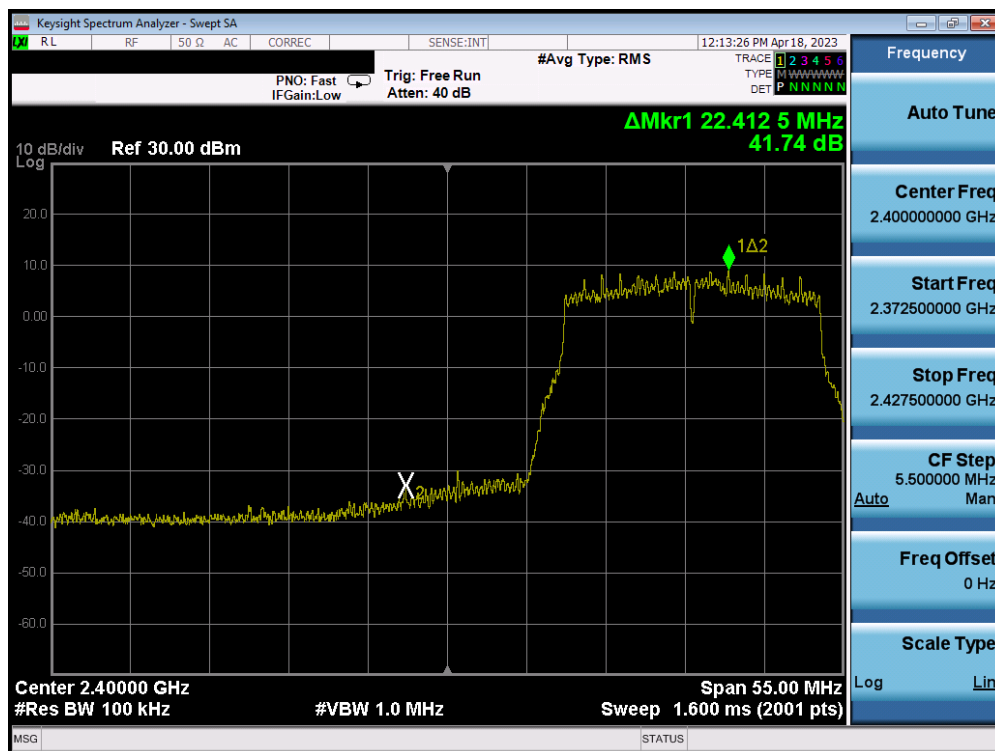 Keysight Spectrum Analyzer - Swept SA
LXI RL RF 50 Ω AC CORREC SENSE:INT 12:13:26 PM Apr 18, 2023
#Avg Type: RMS TRACE 1 2 3 4 5 6
PNO: Fast Trig: Free Run TYPE M WWWWW
IFGain:Low Atten: 40 dB DET P N N N N N
ΔMkr1 22.412 5 MHz
41.74 dB
10 dB/div Ref 30.00 dBm
Log
20.0
10.0
0.00
-10.0
-20.0
-30.0
-40.0
-50.0
-60.0
1Δ2
X2
Center 2.40000 GHz Span 55.00 MHz
#Res BW 100 kHz #VBW 1.0 MHz Sweep 1.600 ms (2001 pts)
MSG STATUS
Frequency
Auto Tune
Center Freq
2.400000000 GHz
Start Freq
2.372500000 GHz
Stop Freq
2.427500000 GHz
CF Step
5.500000 MHz
Auto Man
Freq Offset
0 Hz
Scale Type
Log Lin